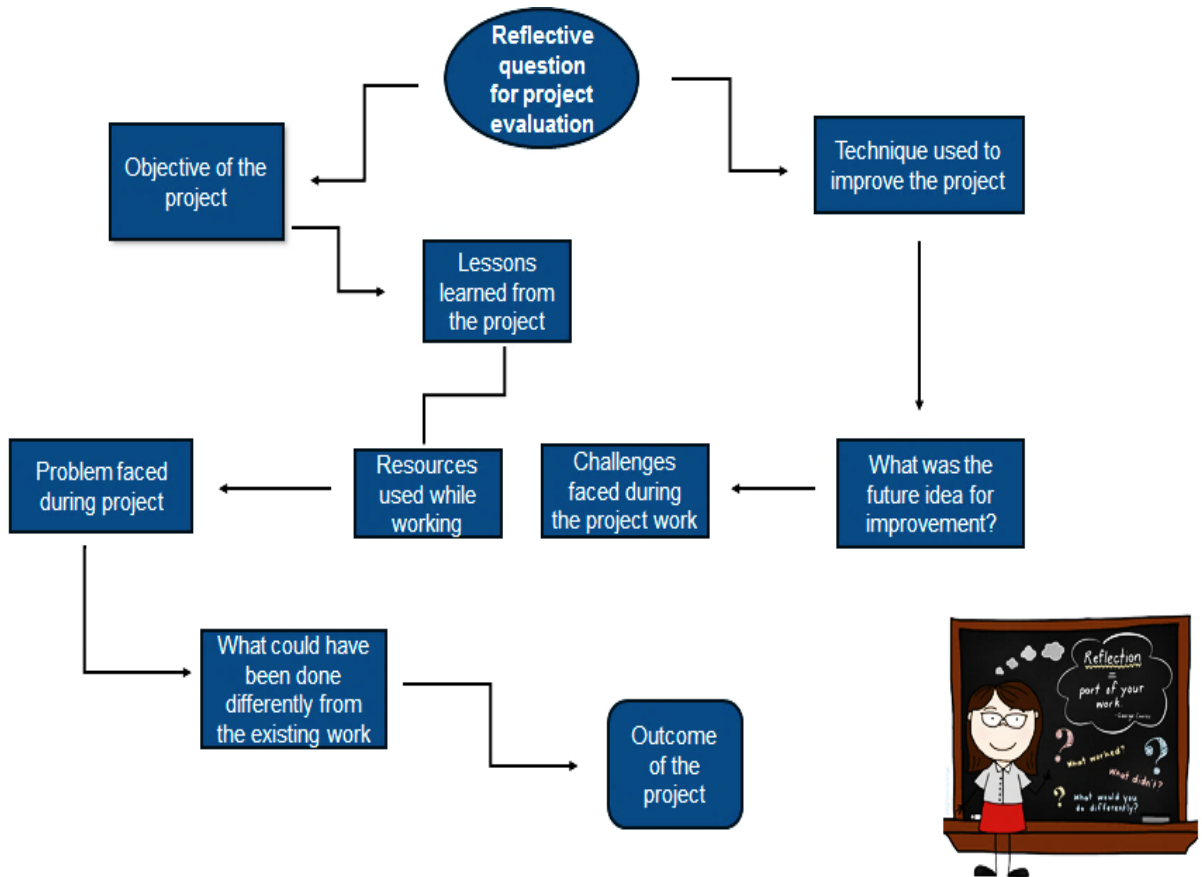 Reflective
question
for project
evaluation
Objective of the
project
Technique used to
improve the project
Lessons
learned from
the project
Problem faced
during project
Resources
used while
working
Challenges
faced during
the project work
What was the
future idea for
improvement?
What could have
been done
differently from
the existing work
Outcome
of the
project
Reflection
=
part of your
work.
-George Couros
What worked?
What didn't?
What would you
do differently?